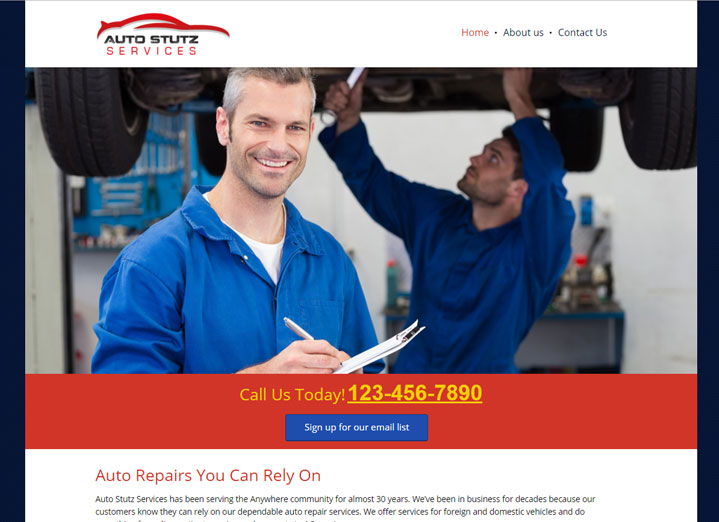 AUTO STUTZ
SERVICES
Home • About us • Contact Us
Call Us Today! 123-456-7890
Sign up for our email list
Auto Repairs You Can Rely On
Auto Stutz Services has been serving the Anywhere community for almost 30 years. We've been in business for decades because our
customers know they can rely on our dependable auto repair services. We offer services for foreign and domestic vehicles and do